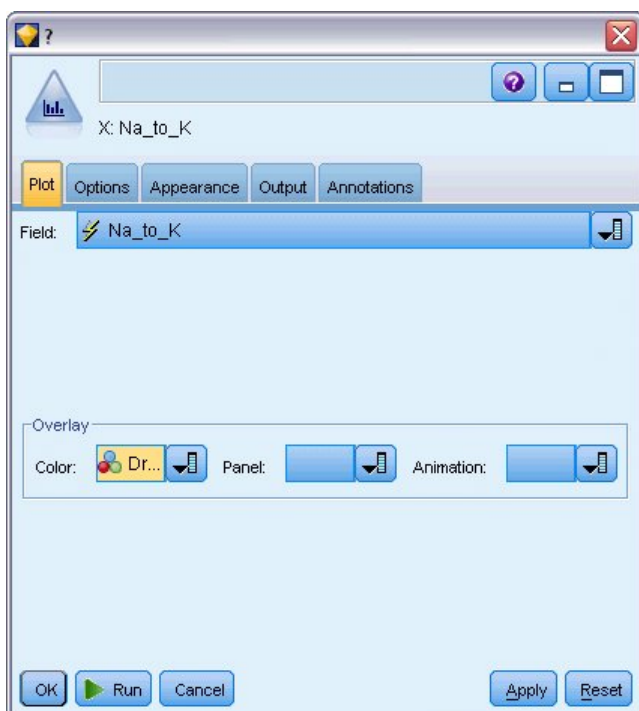 ?
X: Na_to_K
Plot Options Appearance Output Annotations
Field: Na_to_K
Overlay
Color: Dr... Panel: Animation:
OK Run Cancel Apply Reset